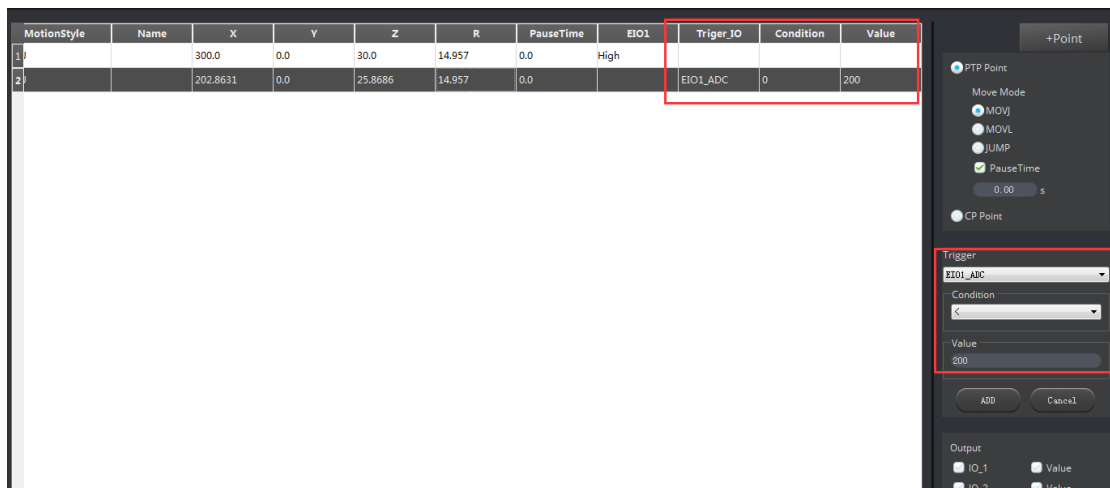 MotionStyle Name X Y Z R PauseTime EIO1 Triger_IO Condition Value
1 J 300.0 0.0 30.0 14.957 0.0 High
2 J 202.8631 0.0 25.8686 14.957 0.0 EIO1_ADC 0 200
+Point
PTP Point
Move Mode
MOVJ
MOVL
JUMP
PauseTime
0.00 s
CP Point
Trigger
EIO1_ADC
Condition
<
Value
200
ADD Cancel
Output
IO_1 Value
IO_2 Value